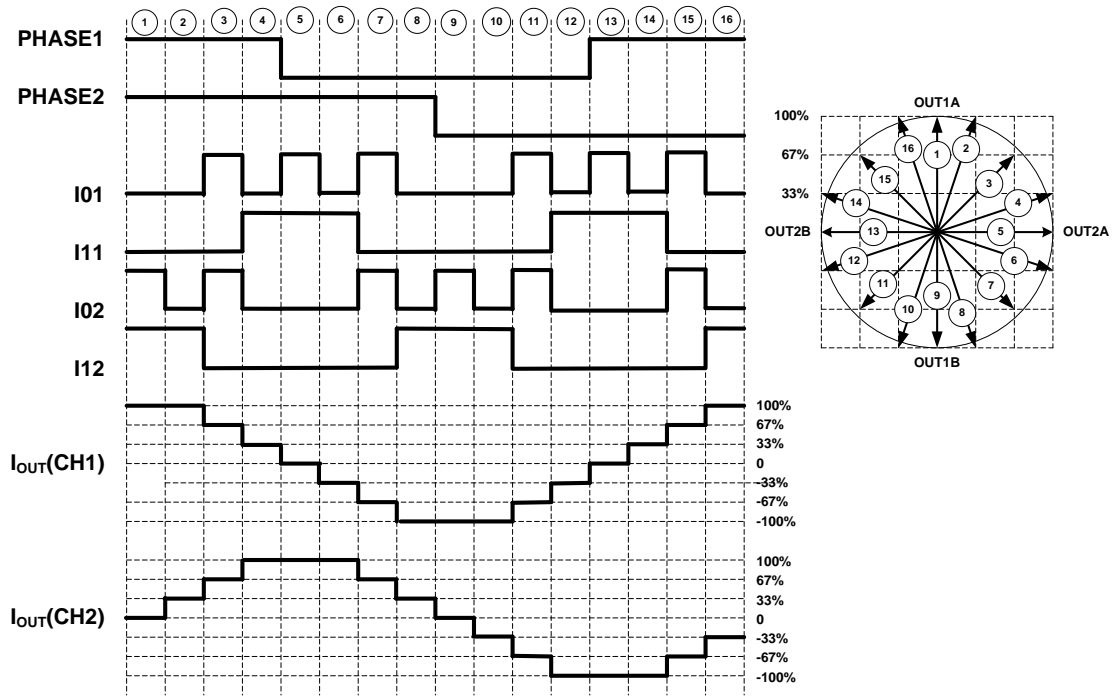 1 2 3 4 5 6 7 8 9 10 11 12 13 14 15 16
PHASE1
PHASE2
I01
I11
I02
I12
100%
67%
33%
0
-33%
-67%
-100%
IOUT(CH1)
100%
67%
33%
0
-33%
-67%
-100%
IOUT(CH2)
OUT1A
100%
67%
33%
OUT2B
OUT2A
OUT1B
16 1 2
15 3
14 4
13 5
12 6
11 7
10 9 8